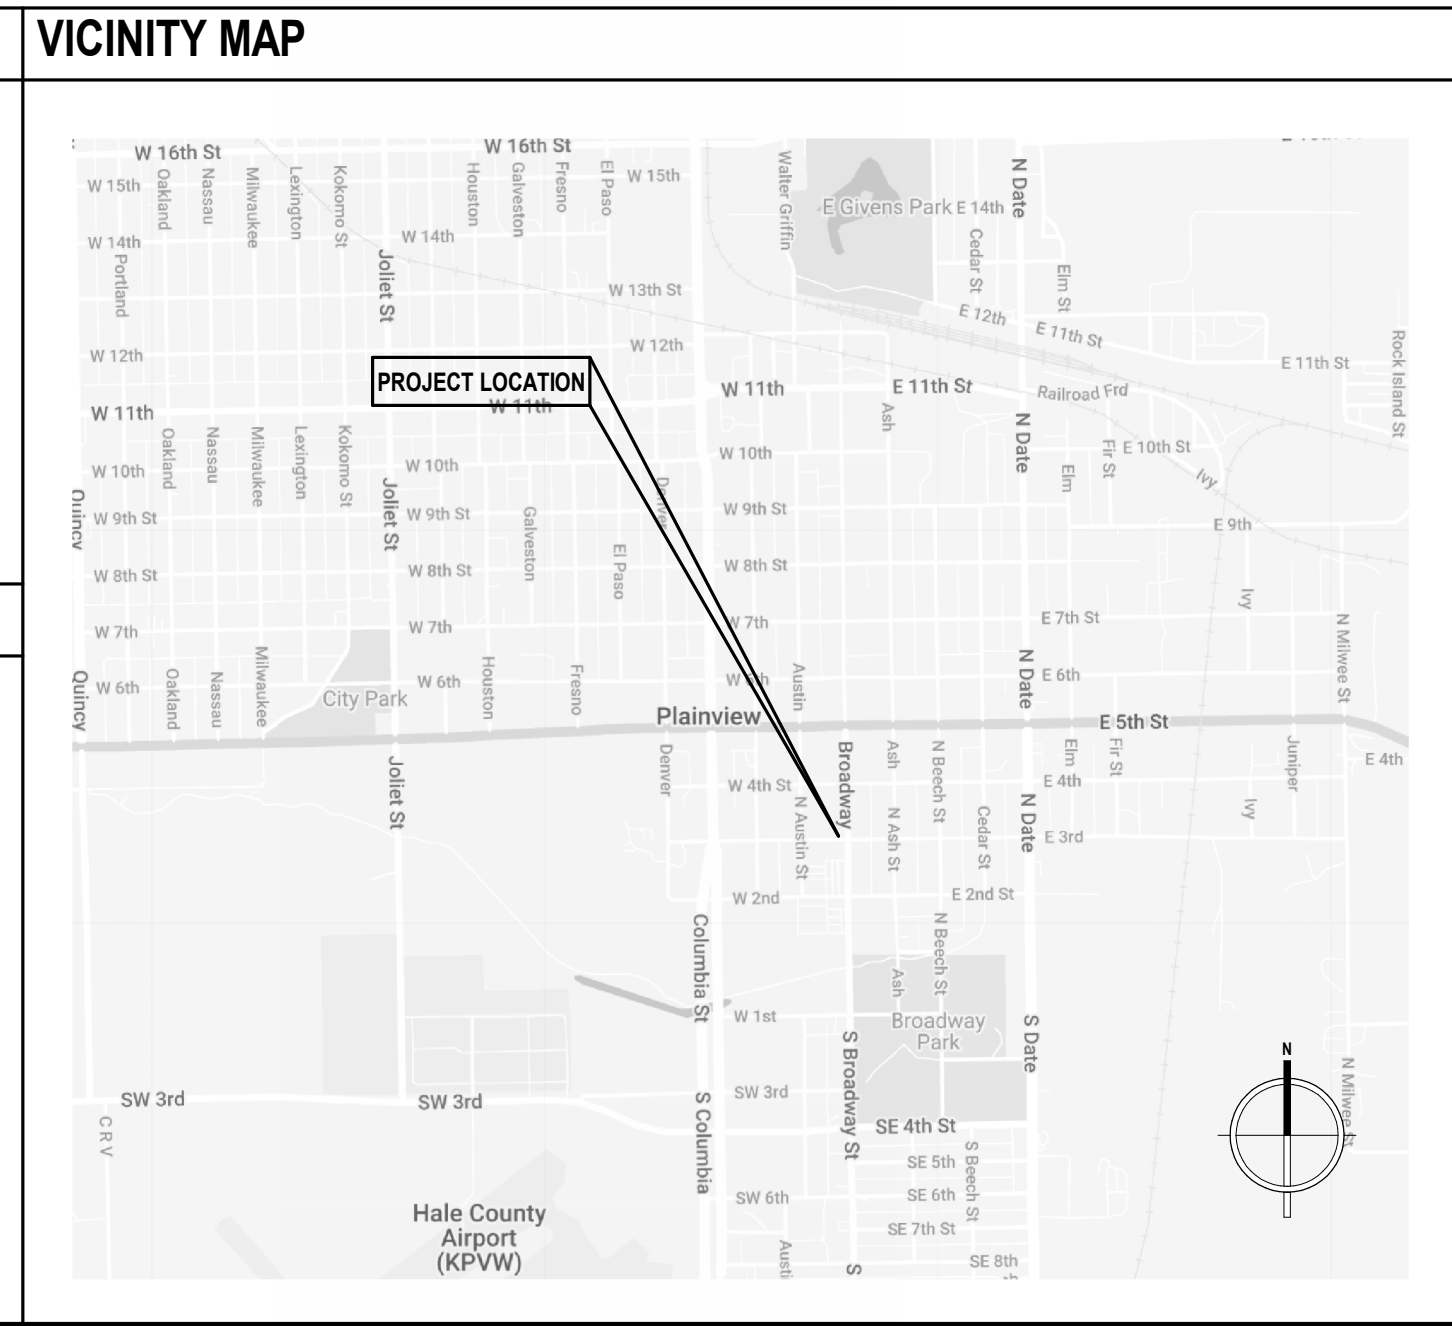 VICINITY MAP
W 16th St
W 16th St
W 15th
Oakland
Nassau
Milwaukee
Lexington
Kokomo St
Houston
Galveston
Fresno
El Paso
W 15th
Walter Griffin
E Givens Park
E 14th
N Date
W 14th
Portland
Joliet St
W 14th
Cedar St
Elm St
W 13th St
E 12th
E 11th St
W 12th
W 12th
Rock Island St
E 11th St
PROJECT LOCATION
W 11th
W 11th
W 11th
E 11th St
Railroad Frd
Ash
N Date
Oakland
Nassau
Milwaukee
Lexington
Kokomo St
W 10th
W 10th
W 10th
Elm
Fir St
E 10th St
Ivy
Quincy
Joliet St
Denver
W 9th St
W 9th St
Galveston
W 9th St
E 9th
W 8th St
W 8th St
El Paso
W 8th St
Ivy
W 7th
W 7th
W 7th
E 7th St
N Milwee St
Quincy
W 6th
Oakland
Nassau
Milwaukee
City Park
W 6th
Houston
Fresno
W 6th
Austin
N Date
E 6th
Plainview
E 5th St
Joliet St
Denver
W 4th St
N Austin St
Broadway
Ash
N Ash St
N Beech St
Cedar St
N Date
Elm
E 4th
Fir St
Juniper
E 4th
Ivy
E 3rd
W 2nd
E 2nd St
Columbia St
N Beech St
Ash
W 1st
Broadway
Park
S Date
S Broadway St
N
N Milwee St
SW 3rd
SW 3rd
SW 3rd
C R V
S Columbia
SE 4th St
SE 5th
S Beech St
SW 6th
SE 6th
Hale County
Airport
(KPVW)
SE 7th St
SE 8th
S